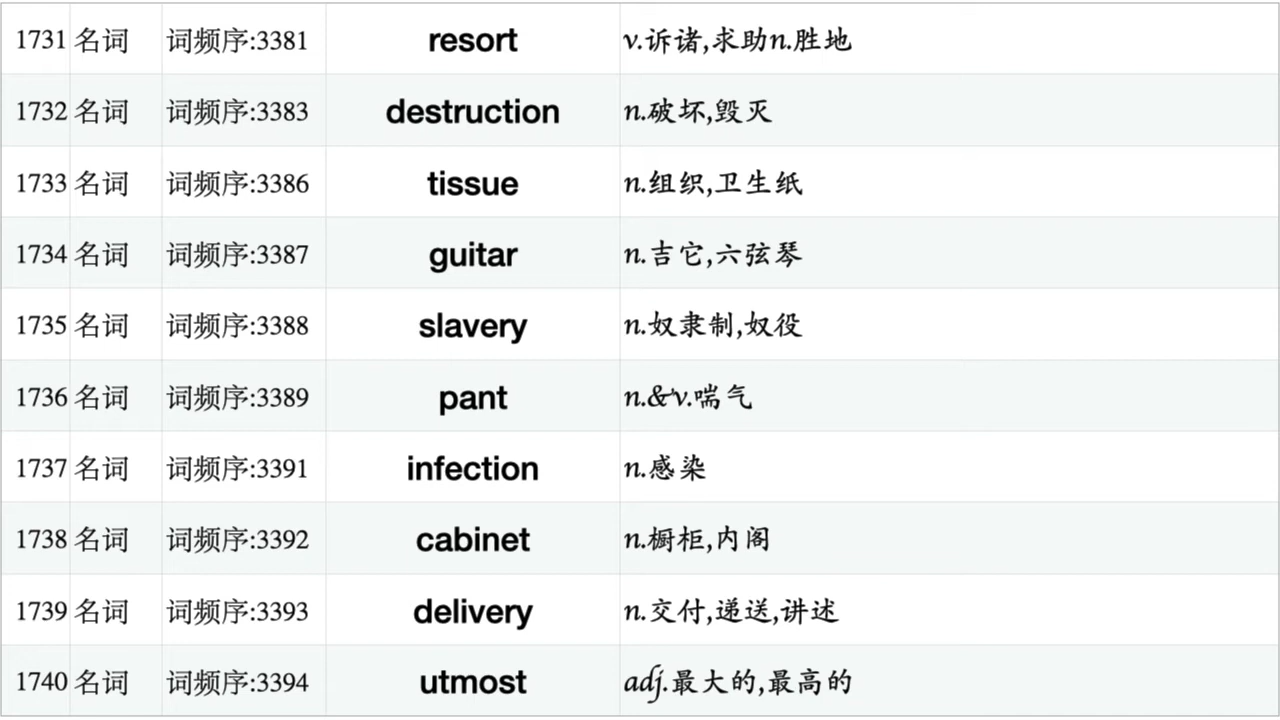 1731 名词 词频序:3381 resort v.诉诸,求助n.胜地
1732 名词 词频序:3383 destruction n.破坏,毁灭
1733 名词 词频序:3386 tissue n.组织,卫生纸
1734 名词 词频序:3387 guitar n.吉它,六弦琴
1735 名词 词频序:3388 slavery n.奴隶制,奴役
1736 名词 词频序:3389 pant n.&v.喘气
1737 名词 词频序:3391 infection n.感染
1738 名词 词频序:3392 cabinet n.橱柜,内阁
1739 名词 词频序:3393 delivery n.交付,递送,讲述
1740 名词 词频序:3394 utmost adj.最大的,最高的